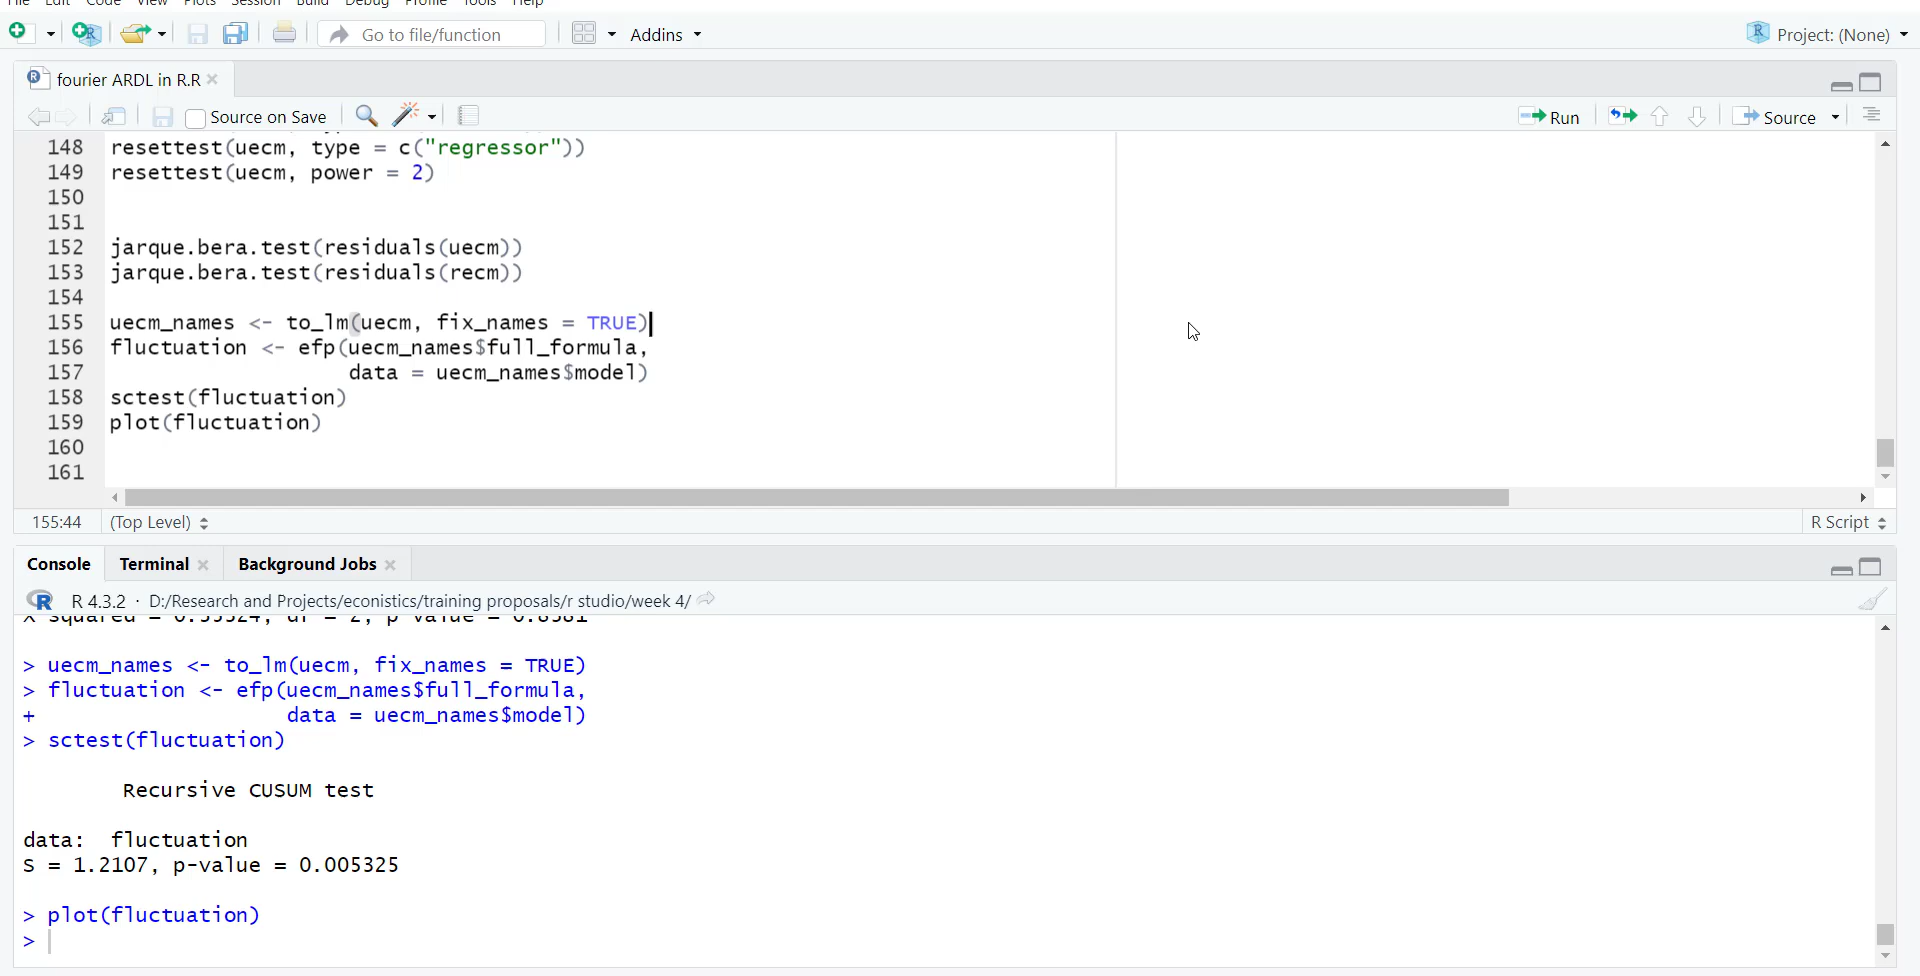 File Edit Code View Plots Session Build Debug Profile Tools Help
Go to file/function Addins Project: (None)
fourier ARDL in R.R
Source on Save Run Source
148 resettest(uecm, type = c("regressor"))
149 resettest(uecm, power = 2)
150
151
152 jarque.bera.test(residuals(uecm))
153 jarque.bera.test(residuals(recm))
154
155 uecm_names <- to_lm(uecm, fix_names = TRUE)
156 fluctuation <- efp(uecm_names$full_formula,
157 data = uecm_names$model)
158 sctest(fluctuation)
159 plot(fluctuation)
160
161
155:44 (Top Level) R Script
Console Terminal Background Jobs
R 4.3.2 · D:/Research and Projects/econistics/training proposals/r studio/week 4/
> uecm_names <- to_lm(uecm, fix_names = TRUE)
> fluctuation <- efp(uecm_names$full_formula,
+ data = uecm_names$model)
> sctest(fluctuation)
Recursive CUSUM test
data: fluctuation
S = 1.2107, p-value = 0.005325
> plot(fluctuation)
>